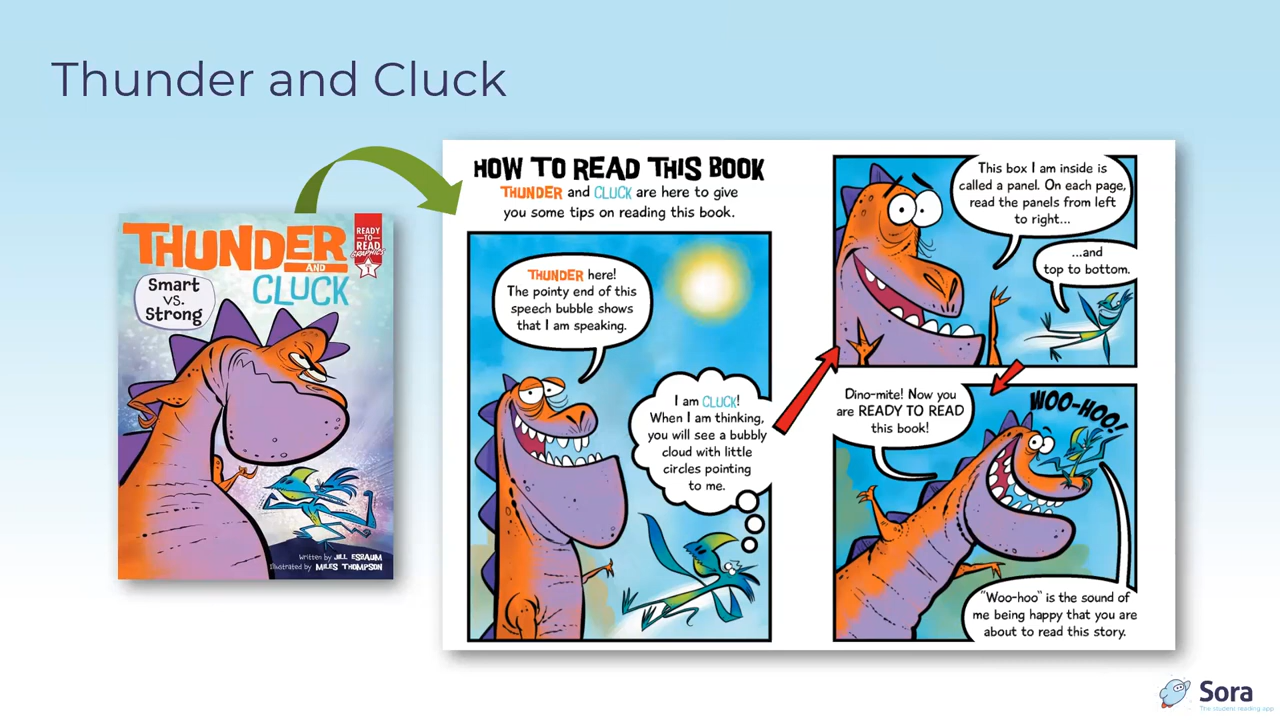 Thunder and Cluck
THUNDER
AND
CLUCK
READY-
TO-
READ
GRAPHICS
1
Smart
vs.
Strong
Written by JILL ESBAUM
Illustrated by MILES THOMPSON
HOW TO READ THIS BOOK
THUNDER and CLUCK are here to give
you some tips on reading this book.
THUNDER here!
The pointy end of this
speech bubble shows
that I am speaking.
I am CLUCK!
When I am thinking,
you will see a bubbly
cloud with little
circles pointing
to me.
This box I am inside is
called a panel. On each page,
read the panels from left
to right...
...and
top to bottom.
Dino-mite! Now you
are READY TO READ
this book!
WOO-HOO!
"Woo-hoo" is the sound of
me being happy that you are
about to read this story.
Sora
The student reading app